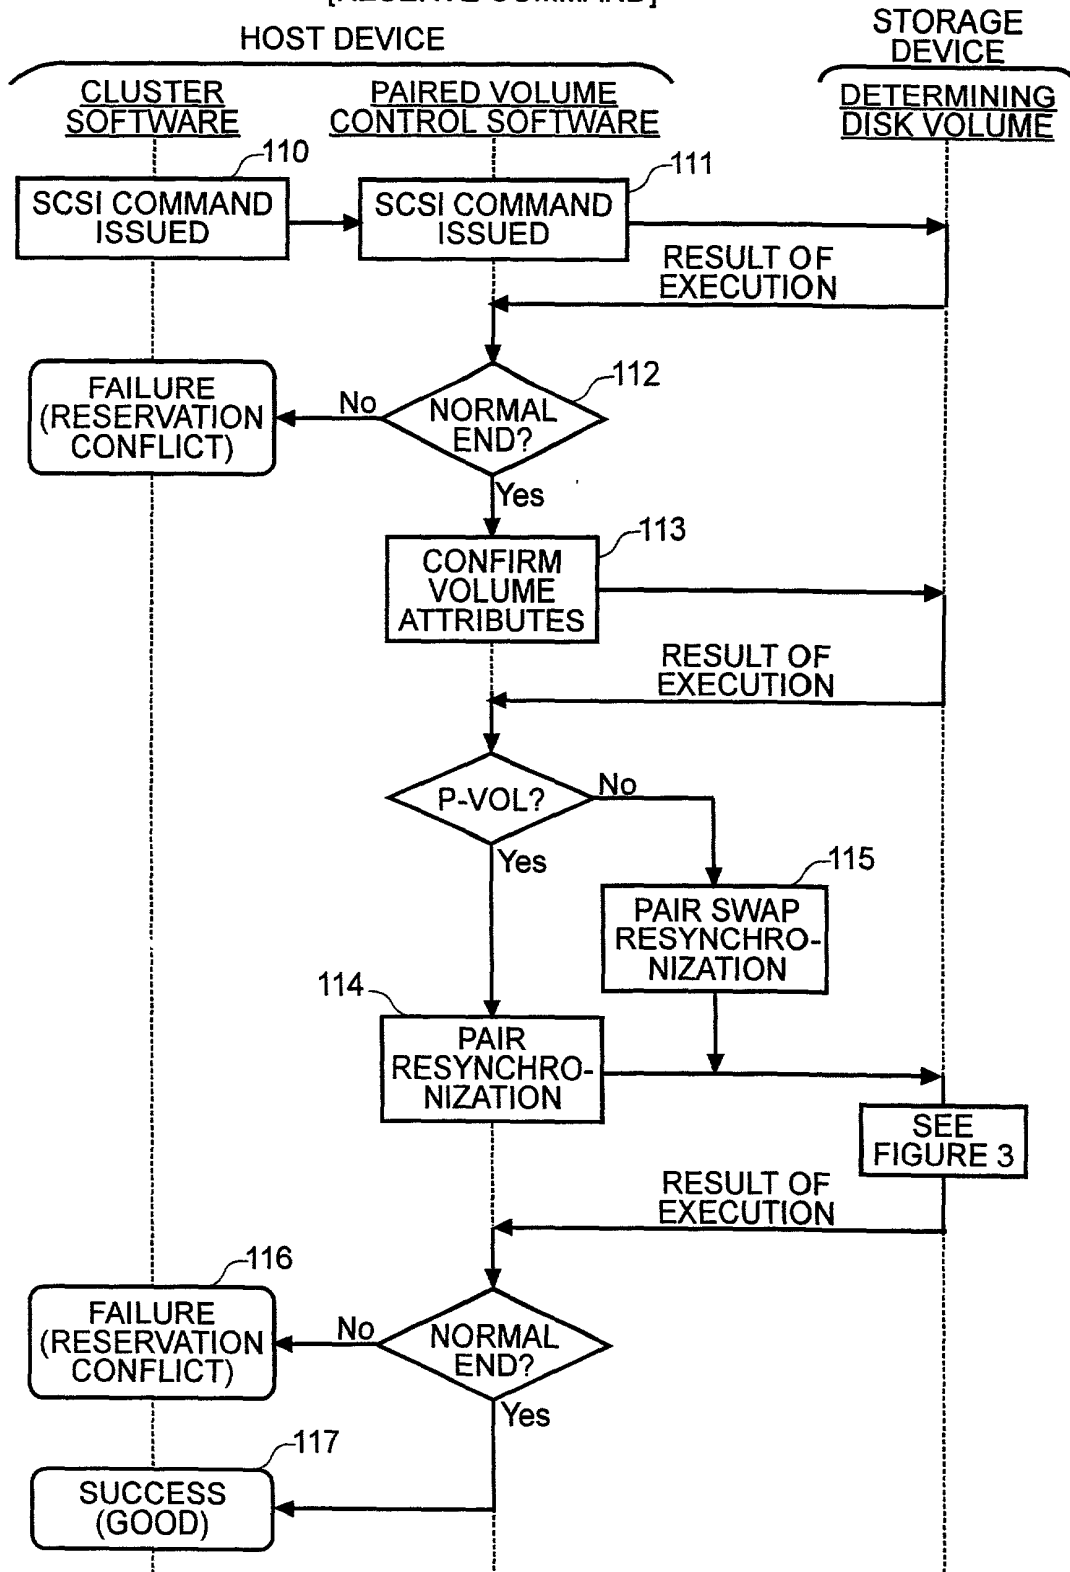 [RESERVE COMMAND]
HOST DEVICE
STORAGE
DEVICE
CLUSTER
SOFTWARE
PAIRED VOLUME
CONTROL SOFTWARE
DETERMINING
DISK VOLUME
110
111
SCSI COMMAND
ISSUED
SCSI COMMAND
ISSUED
RESULT OF
EXECUTION
112
FAILURE
(RESERVATION
CONFLICT)
No
NORMAL
END?
Yes
113
CONFIRM
VOLUME
ATTRIBUTES
RESULT OF
EXECUTION
P-VOL?
No
Yes
115
PAIR SWAP
RESYNCHRO-
NIZATION
114
PAIR
RESYNCHRO-
NIZATION
SEE
FIGURE 3
RESULT OF
EXECUTION
116
FAILURE
(RESERVATION
CONFLICT)
No
NORMAL
END?
Yes
117
SUCCESS
(GOOD)